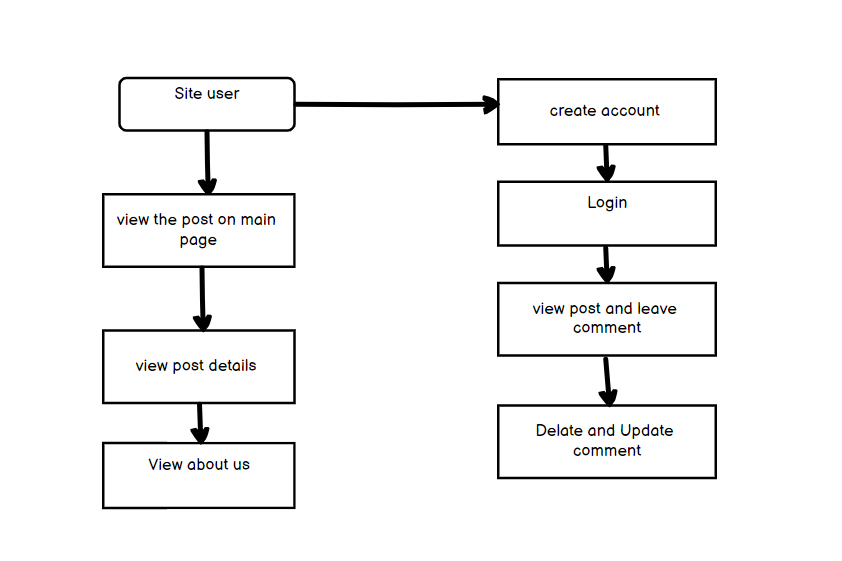 Site user
create account
view the post on main
page
Login
view post and leave
comment
view post details
Delate and Update
comment
View about us